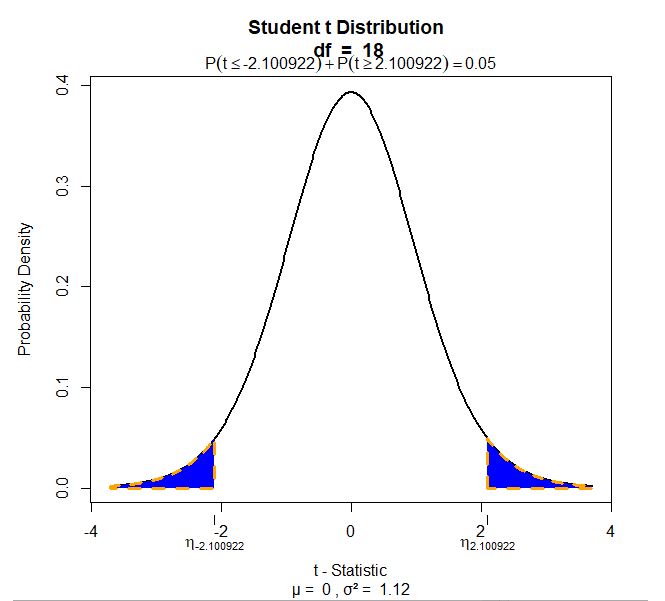 Student t Distribution
df = 18
P(t ≤ -2.100922) + P(t ≥ 2.100922) = 0.05
0.4
0.3
0.2
0.1
0.0
Probability Density
-4 -2 0 2 4
η-2.100922 η2.100922
t - Statistic
μ = 0 , σ² = 1.12